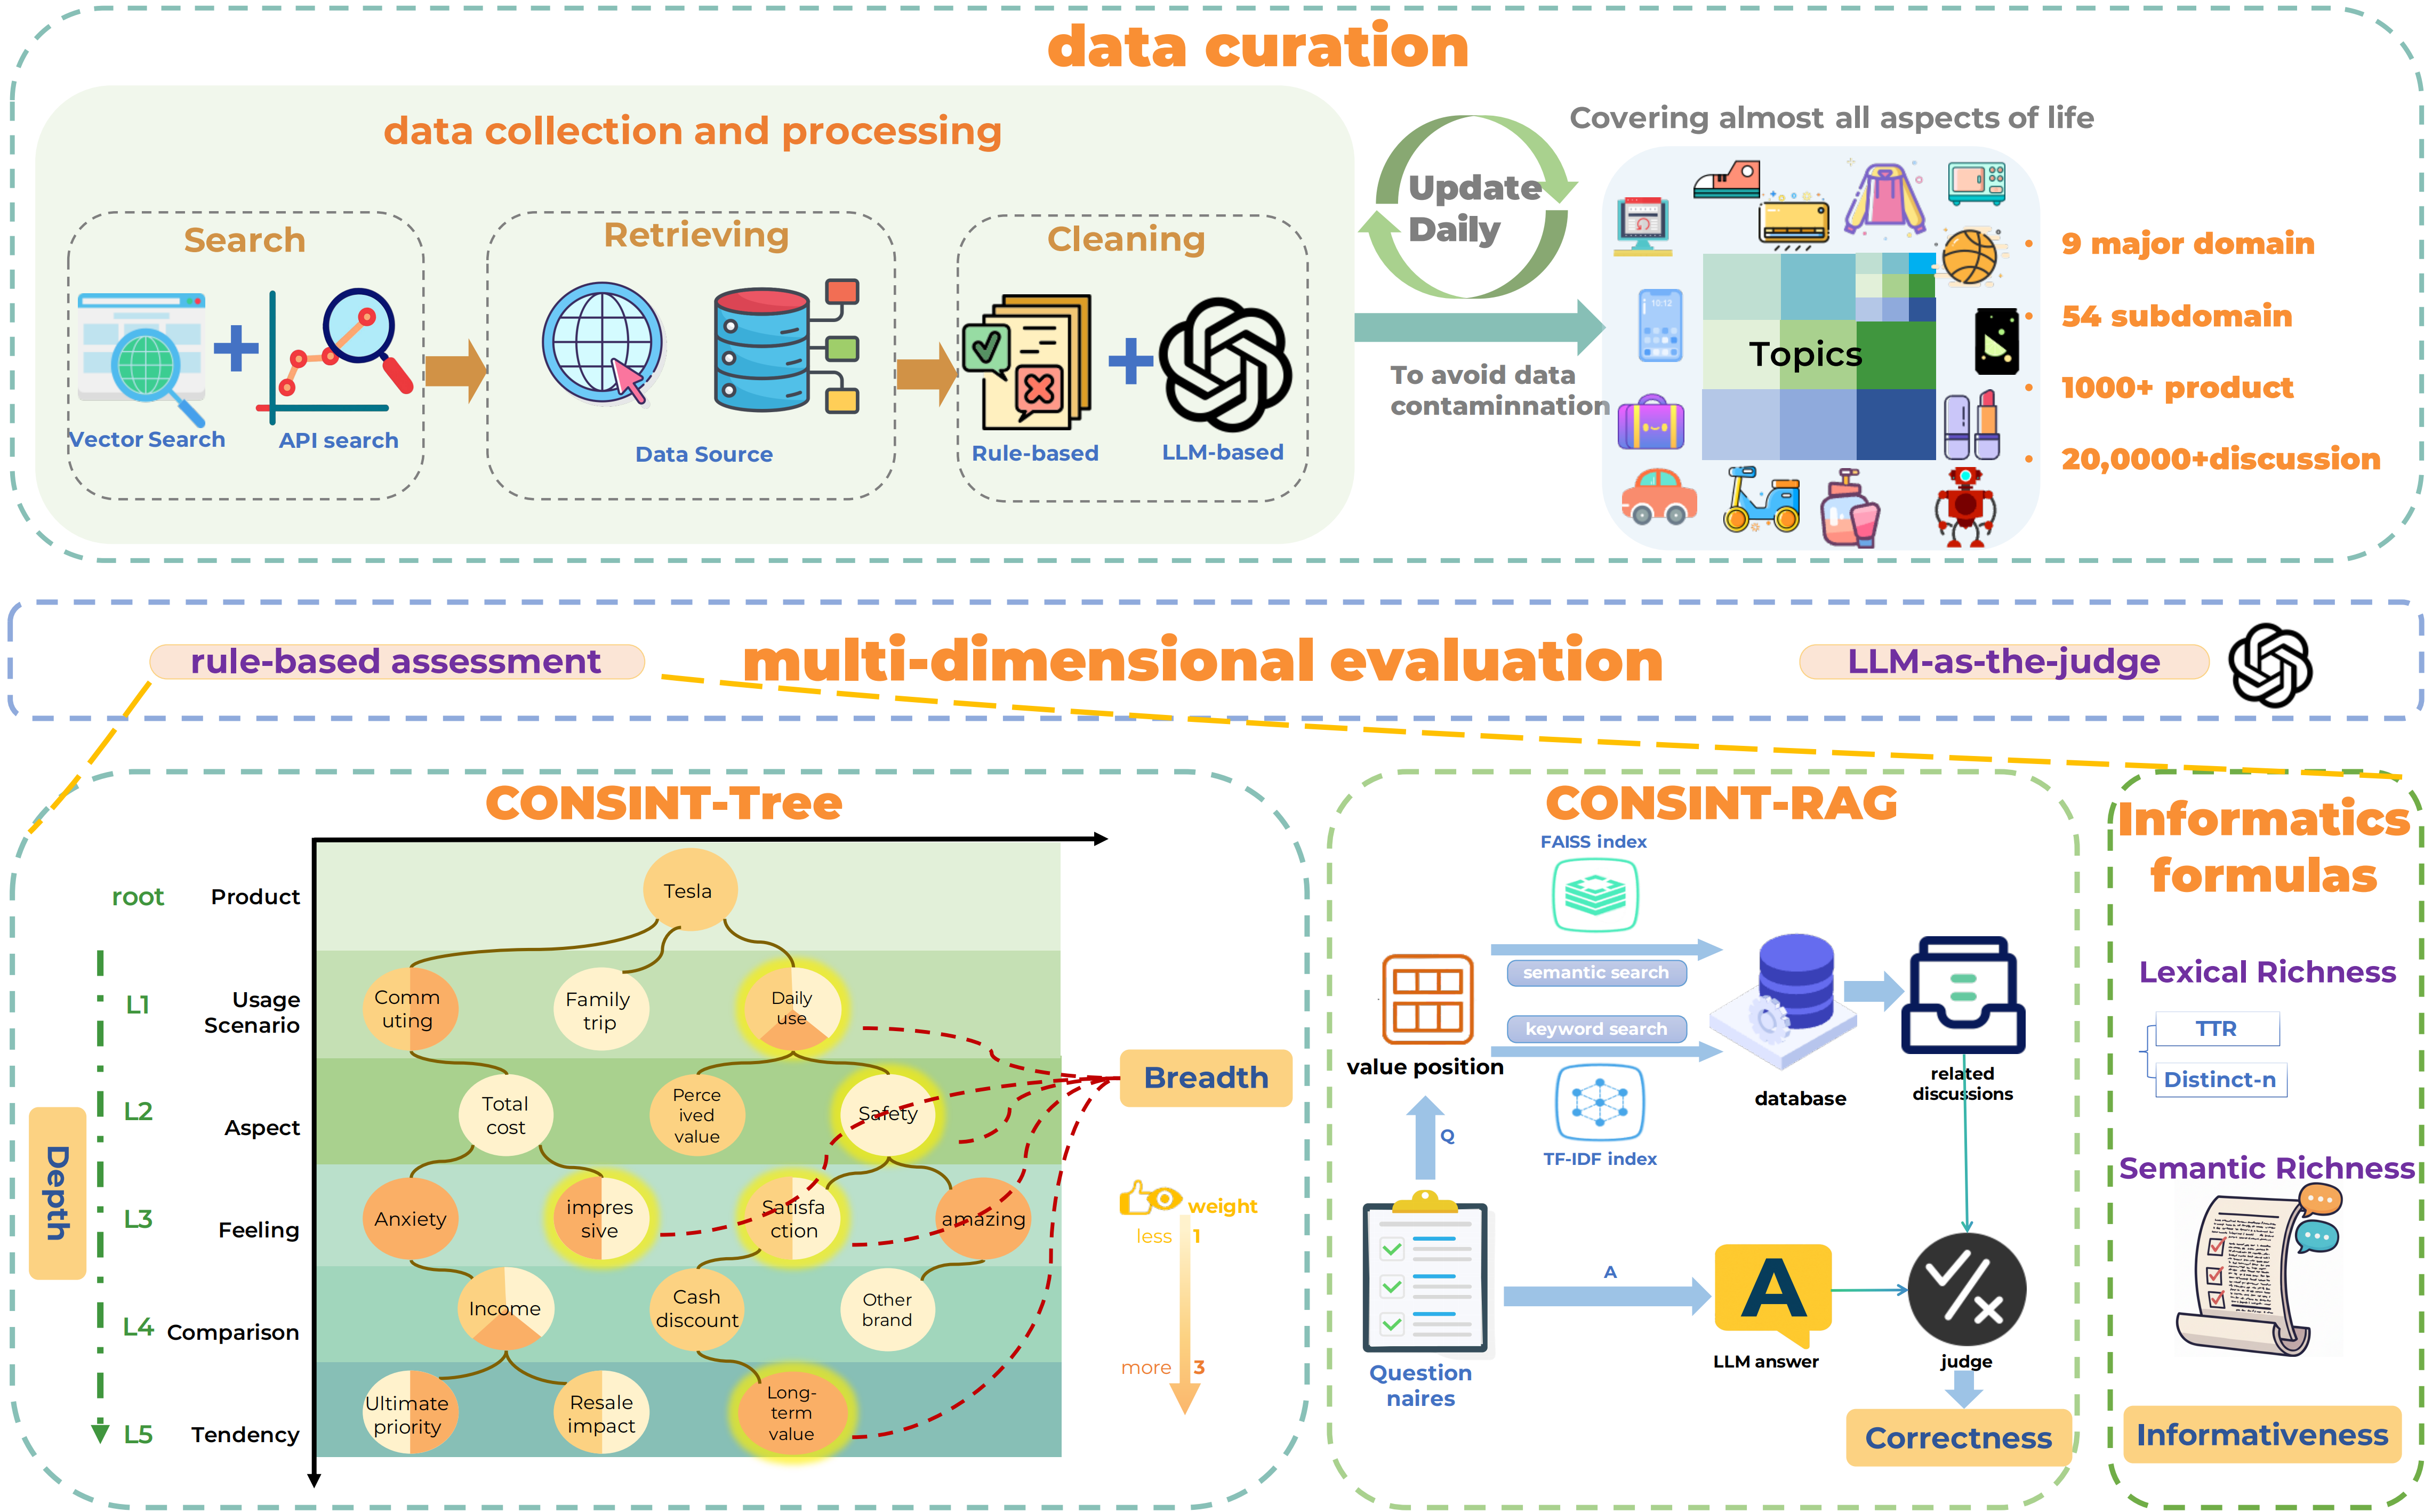 data curation
data collection and processing
Search
Vector Search
API search
Retrieving
Data Source
Cleaning
Rule-based
LLM-based
Update
Daily
To avoid data
contaminnation
Covering almost all aspects of life
10:12
Topics
• 9 major domain
• 54 subdomain
• 1000+ product
• 20,0000+discussion
rule-based assessment
multi-dimensional evaluation
LLM-as-the-judge
CONSINT-Tree
Depth
root
L1
L2
L3
L4
L5
Product
Usage
Scenario
Aspect
Feeling
Comparison
Tendency
Tesla
Comm
uting
Family
trip
Daily
use
Total
cost
Perce
ived
value
Safety
Anxiety
impres
sive
Satisfa
ction
amazing
Income
Cash
discount
Other
brand
Ultimate
priority
Resale
impact
Long-
term
value
Breadth
weight
less 1
more 3
CONSINT-RAG
FAISS index
semantic search
keyword search
TF-IDF index
value position
database
related
discussions
Q
Question
naires
A
A
LLM answer
judge
Correctness
Informatics
formulas
Lexical Richness
TTR
Distinct-n
Semantic Richness
Informativeness